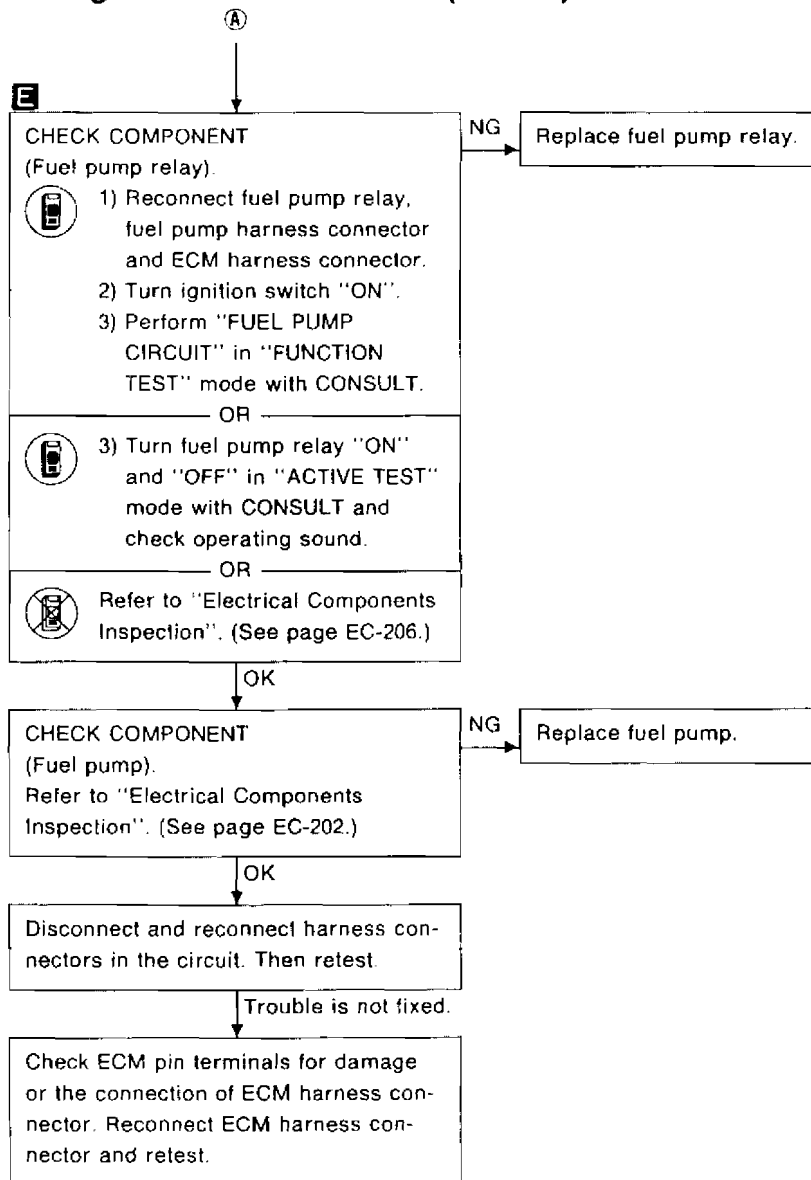 Ⓐ
E
CHECK COMPONENT
(Fuel pump relay).
1) Reconnect fuel pump relay,
fuel pump harness connector
and ECM harness connector.
2) Turn ignition switch "ON".
3) Perform "FUEL PUMP
CIRCUIT" in "FUNCTION
TEST" mode with CONSULT.
OR
3) Turn fuel pump relay "ON"
and "OFF" in "ACTIVE TEST"
mode with CONSULT and
check operating sound.
OR
Refer to "Electrical Components
Inspection". (See page EC-206.)
NG
Replace fuel pump relay.
OK
CHECK COMPONENT
(Fuel pump).
Refer to "Electrical Components
Inspection". (See page EC-202.)
NG
Replace fuel pump.
OK
Disconnect and reconnect harness con-
nectors in the circuit. Then retest.
Trouble is not fixed.
Check ECM pin terminals for damage
or the connection of ECM harness con-
nector. Reconnect ECM harness con-
nector and retest.